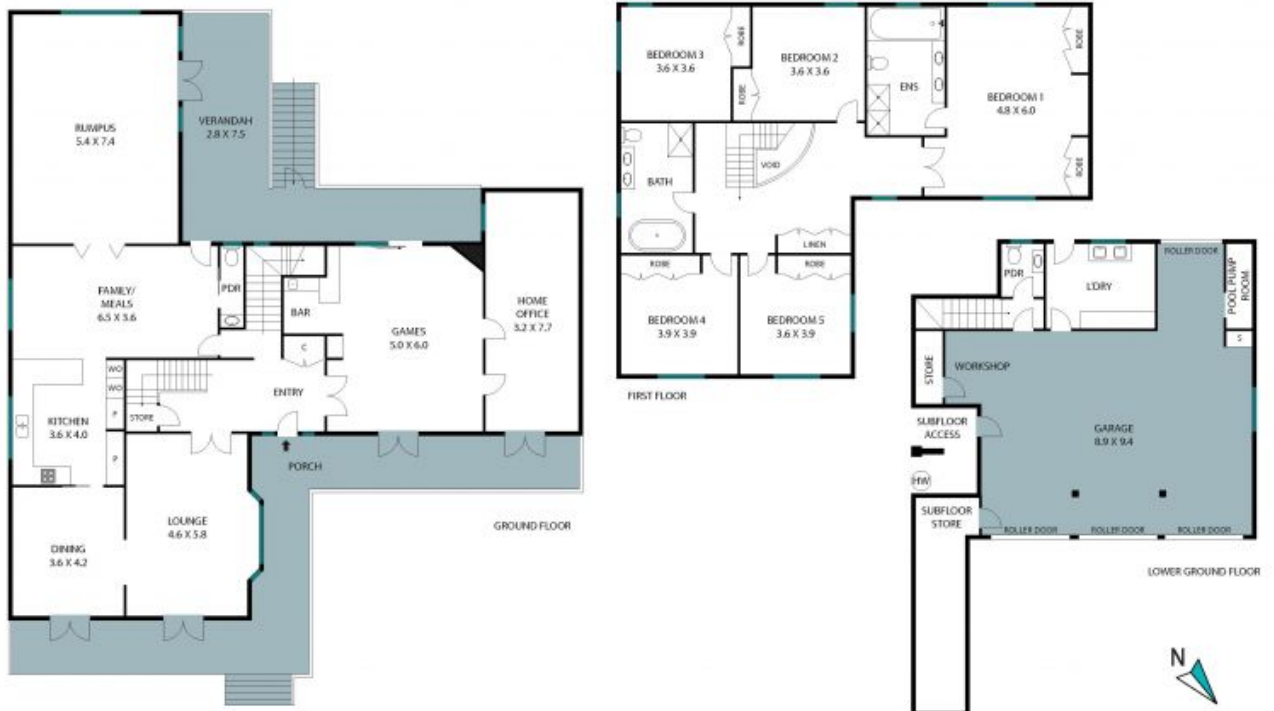 RUMPUS
5.4 X 7.4
VERANDAH
2.8 X 7.5
FAMILY/
MEALS
6.5 X 3.6
PDR
BAR
C
GAMES
5.0 X 6.0
HOME
OFFICE
3.2 X 7.7
WO
WO
P
P
KITCHEN
3.6 X 4.0
STORE
ENTRY
PORCH
LOUNGE
4.6 X 5.8
DINING
3.6 X 4.2
GROUND FLOOR
BEDROOM 3
3.6 X 3.6
ROBE
ROBE
BEDROOM 2
3.6 X 3.6
ENS
BEDROOM 1
4.8 X 6.0
ROBE
ROBE
BATH
VOID
LINEN
ROBE
ROBE
BEDROOM 4
3.9 X 3.9
BEDROOM 5
3.6 X 3.9
FIRST FLOOR
PDR
L'DRY
ROLLER DOOR
POOL PUMP
ROOM
S
STORE
WORKSHOP
SUBFLOOR
ACCESS
HW
GARAGE
8.9 X 9.4
SUBFLOOR
STORE
ROLLER DOOR
ROLLER DOOR
ROLLER DOOR
LOWER GROUND FLOOR
N